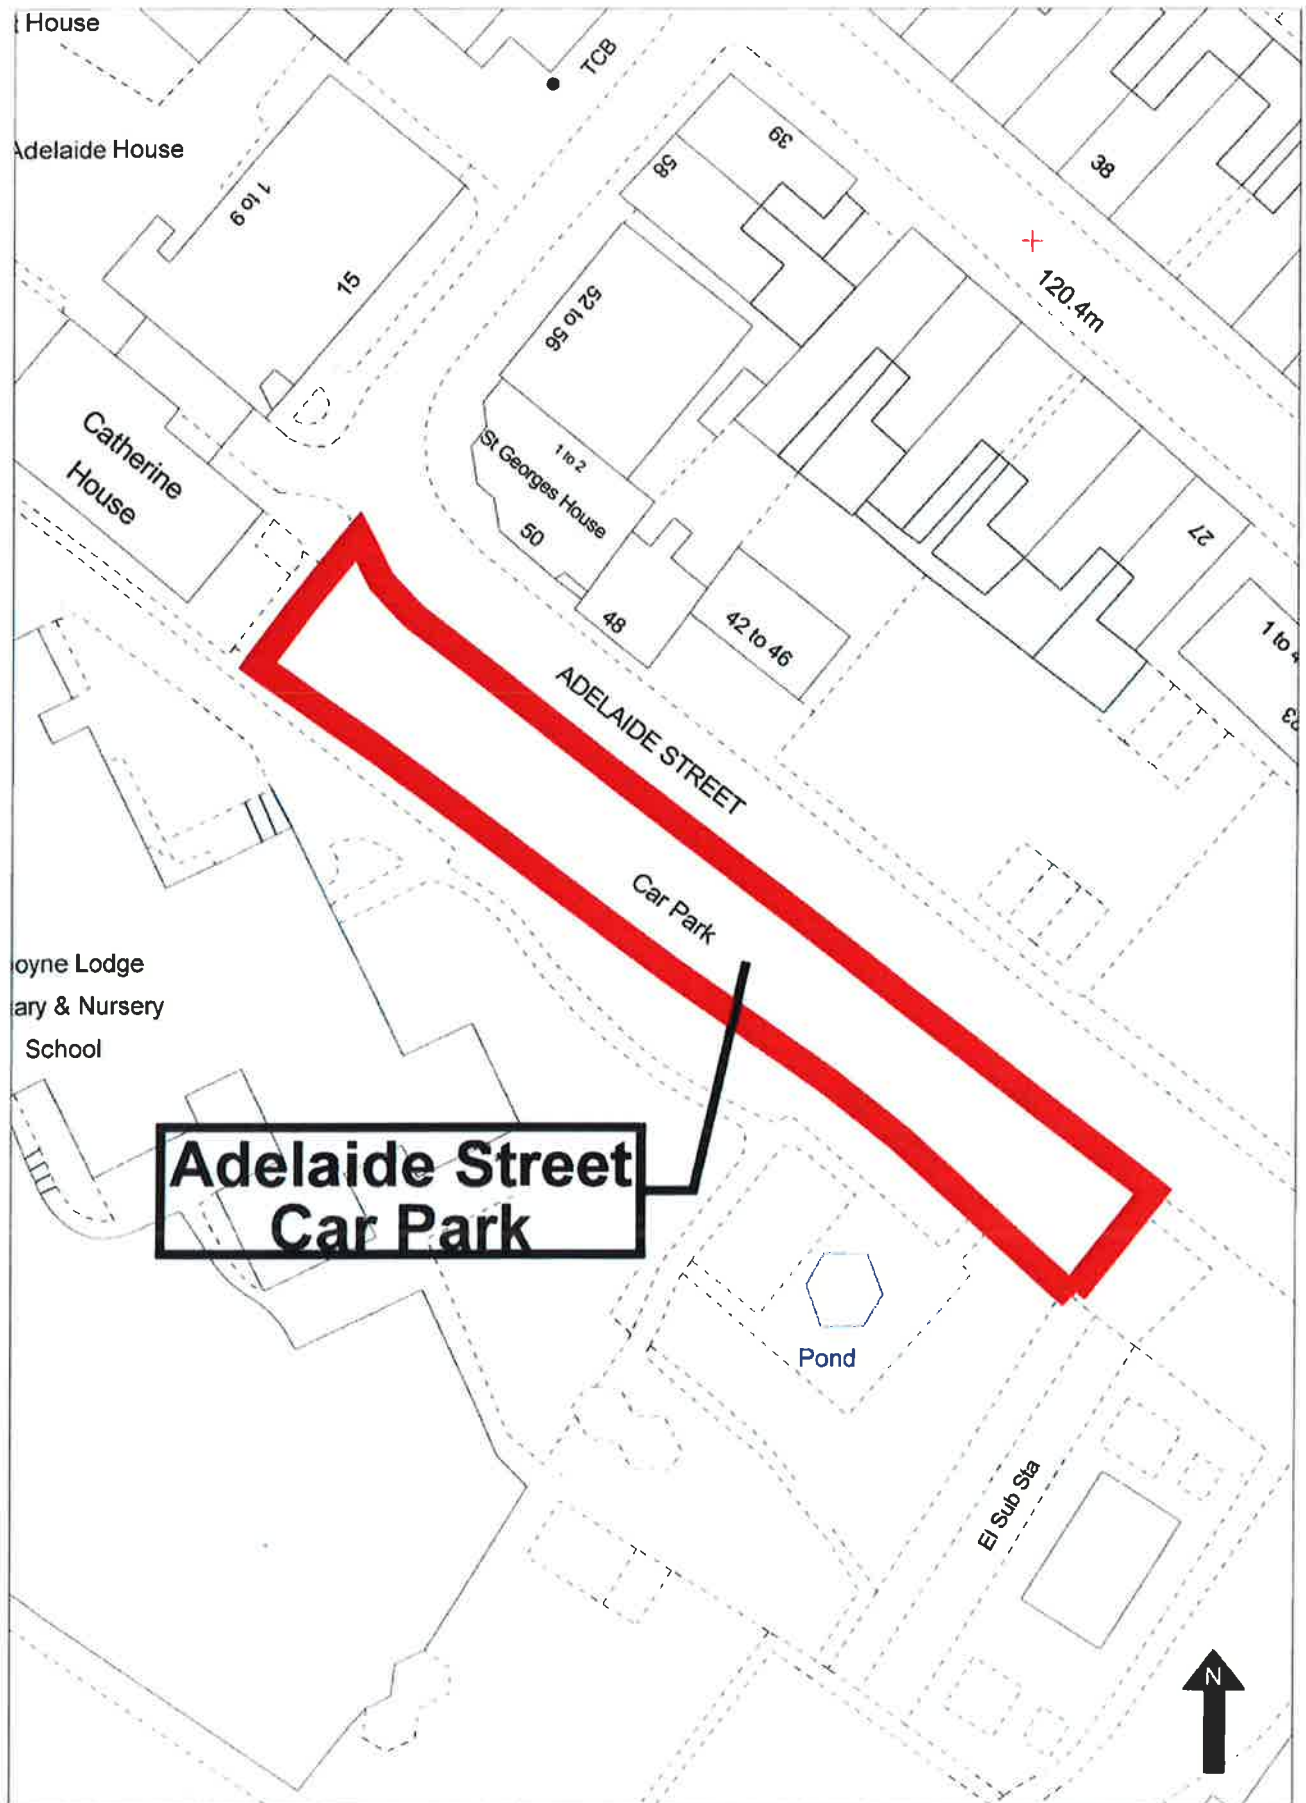 House
TCB
39
58
38
Adelaide House
1 to 9
15
120.4m
52 to 56
Catherine
House
1 to 2
St Georges House
50
27
48
42 to 46
1 to 4
33
ADELAIDE STREET
Car Park
oyne Lodge
ary & Nursery
School
Adelaide Street
Car Park
Pond
El Sub Sta
N